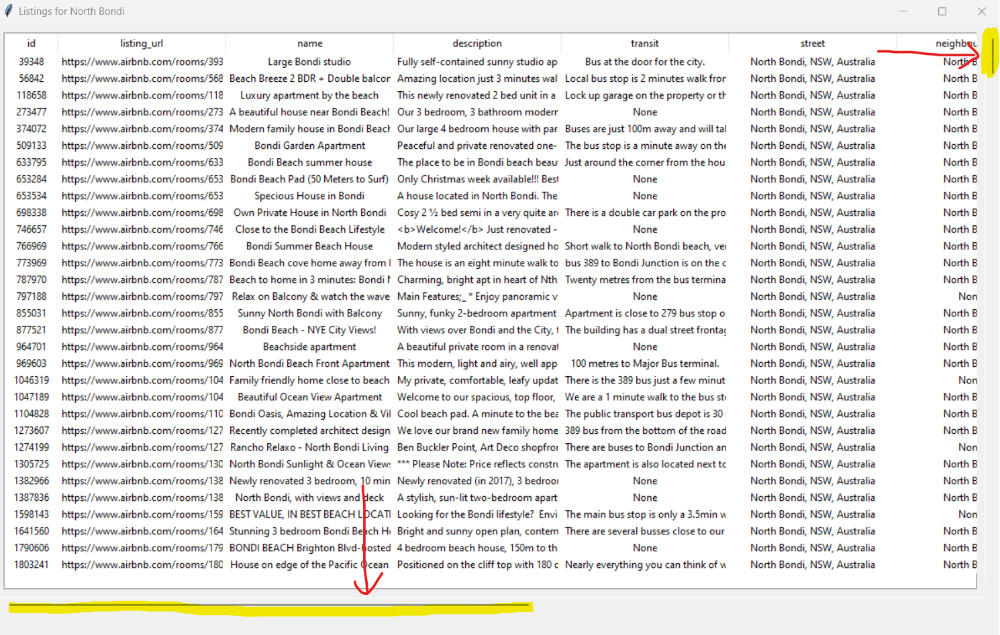 Listings for North Bondi
id listing_url name description transit street neighbou
39348 https://www.airbnb.com/rooms/393 Large Bondi studio Fully self-contained sunny studio ap Bus at the door for the city. North Bondi, NSW, Australia North B
56842 https://www.airbnb.com/rooms/568 Beach Breeze 2 BDR + Double balcor Amazing location just 3 minutes wal Local bus stop is 2 minutes walk fron North Bondi, NSW, Australia North B
118658 https://www.airbnb.com/rooms/118 Luxury apartment by the beach This newly renovated 2 bed unit in a Lock up garage on the property or th North Bondi, NSW, Australia North B
273477 https://www.airbnb.com/rooms/273 A beautiful house near Bondi Beach! Our 3 bedroom, 3 bathroom modern None North Bondi, NSW, Australia North B
374072 https://www.airbnb.com/rooms/374 Modern family house in Bondi Beach Our large 4 bedroom house with par Buses are just 100m away and will tal North Bondi, NSW, Australia North B
509133 https://www.airbnb.com/rooms/509 Bondi Garden Apartment Peaceful and private renovated one- The bus stop is a minute away on the North Bondi, NSW, Australia North B
633795 https://www.airbnb.com/rooms/633 Bondi Beach summer house The place to be in Bondi beach beau Just around the corner from the hou North Bondi, NSW, Australia North B
653284 https://www.airbnb.com/rooms/653 Bondi Beach Pad (50 Meters to Surf) Only Christmas week available!!! Best None North Bondi, NSW, Australia North B
653534 https://www.airbnb.com/rooms/653 Specious House in Bondi A house located in North Bondi. The None North Bondi, NSW, Australia North B
698338 https://www.airbnb.com/rooms/698 Own Private House in North Bondi Cosy 2 ½ bed semi in a very quite are There is a double car park on the pro North Bondi, NSW, Australia North B
746657 https://www.airbnb.com/rooms/746 Close to the Bondi Beach Lifestyle <b>Welcome!</b> Just renovated - None North Bondi, NSW, Australia North B
766969 https://www.airbnb.com/rooms/766 Bondi Summer Beach House Modern styled architect designed ho Short walk to North Bondi beach, ver North Bondi, NSW, Australia North B
773969 https://www.airbnb.com/rooms/773 Bondi Beach cove home away from The house is an eight minute walk to bus 389 to Bondi Junction is on the c North Bondi, NSW, Australia North B
787970 https://www.airbnb.com/rooms/787 Beach to home in 3 minutes: Bondi Charming, bright apt in heart of Nth Twenty metres from the bus termina North Bondi, NSW, Australia North B
797188 https://www.airbnb.com/rooms/797 Relax on Balcony & watch the wave Main Features;_ * Enjoy panoramic v None North Bondi, NSW, Australia Non
855031 https://www.airbnb.com/rooms/855 Sunny North Bondi with Balcony Sunny, funky 2-bedroom apartment Apartment is close to 279 bus stop o North Bondi, NSW, Australia North B
877521 https://www.airbnb.com/rooms/877 Bondi Beach - NYE City Views! With views over Bondi and the City, t The building has a dual street frontag North Bondi, NSW, Australia North B
964701 https://www.airbnb.com/rooms/964 Beachside apartment A beautiful private room in a renovat None North Bondi, NSW, Australia North B
969603 https://www.airbnb.com/rooms/969 North Bondi Beach Front Apartment This modern, light and airy, well app 100 metres to Major Bus terminal. North Bondi, NSW, Australia North B
1046319 https://www.airbnb.com/rooms/104 Family friendly home close to beach My private, comfortable, leafy updat There is the 389 bus just a few minut North Bondi, NSW, Australia Non
1047189 https://www.airbnb.com/rooms/104 Beautiful Ocean View Apartment Welcome to our spacious, top floor, We are a 1 minute walk to the bus sto North Bondi, NSW, Australia North B
1104828 https://www.airbnb.com/rooms/110 Bondi Oasis, Amazing Location & Vil Cool beach pad. A minute to the bea The public transport bus depot is 30 North Bondi, NSW, Australia North B
1273607 https://www.airbnb.com/rooms/127 Recently completed architect design We love our brand new family home 389 bus from the bottom of the road North Bondi, NSW, Australia North B
1274199 https://www.airbnb.com/rooms/127 Rancho Relaxo - North Bondi Living Ben Buckler Point, Art Deco shopfror There are buses to Bondi Junction an North Bondi, NSW, Australia Non
1305725 https://www.airbnb.com/rooms/130 North Bondi Sunlight & Ocean Views *** Please Note: Price reflects constru The apartment is also located next to North Bondi, NSW, Australia North B
1382966 https://www.airbnb.com/rooms/138 Newly renovated 3 bedroom, 10 min Newly renovated (in 2017), 3 bedroor None North Bondi, NSW, Australia North B
1387836 https://www.airbnb.com/rooms/138 North Bondi, with views and deck A stylish, sun-lit two-bedroom apart None North Bondi, NSW, Australia North B
1598143 https://www.airbnb.com/rooms/159 BEST VALUE, IN BEST BEACH LOCATI Looking for the Bondi lifestyle? Envi The main bus stop is only a 3.5min w North Bondi, NSW, Australia Non
1641560 https://www.airbnb.com/rooms/164 Stunning 3 bedroom Bondi Beach Ho Bright and sunny open plan, contem There are several busses close to our North Bondi, NSW, Australia North B
1790606 https://www.airbnb.com/rooms/179 BONDI BEACH Brighton Blvd-hosted 4 bedroom beach house, 150m to th None North Bondi, NSW, Australia North B
1803241 https://www.airbnb.com/rooms/180 House on edge of the Pacific Ocean Positioned on the cliff top with 180 d Nearly everything you can think of w North Bondi, NSW, Australia North B